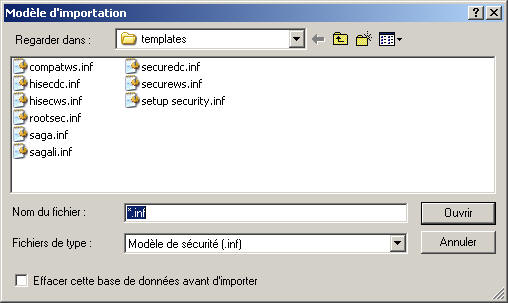 Modèle d'importation
Regarder dans :
templates
compatws.inf
hisecdc.inf
hisecws.inf
rootsec.inf
saga.inf
sagali.inf
securedc.inf
securews.inf
setup security.inf
Nom du fichier :
*.inf
Ouvrir
Fichiers de type :
Modèle de sécurité (.inf)
Annuler
Effacer cette base de données avant d'importer